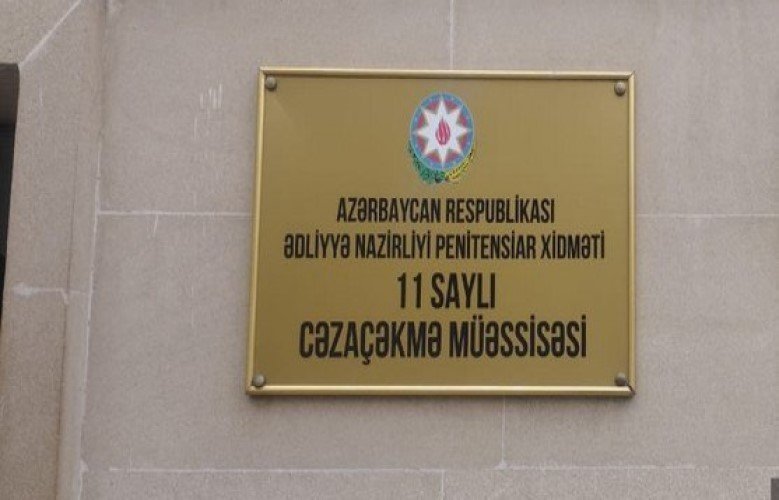 AZƏRBAYCAN RESPUBLİKASI
ƏDLİYYƏ NAZİRLİYİ PENİTENSİAR XİDMƏTİ
11 SAYLI
CƏZAÇƏKMƏ MÜƏSSİSƏSİ